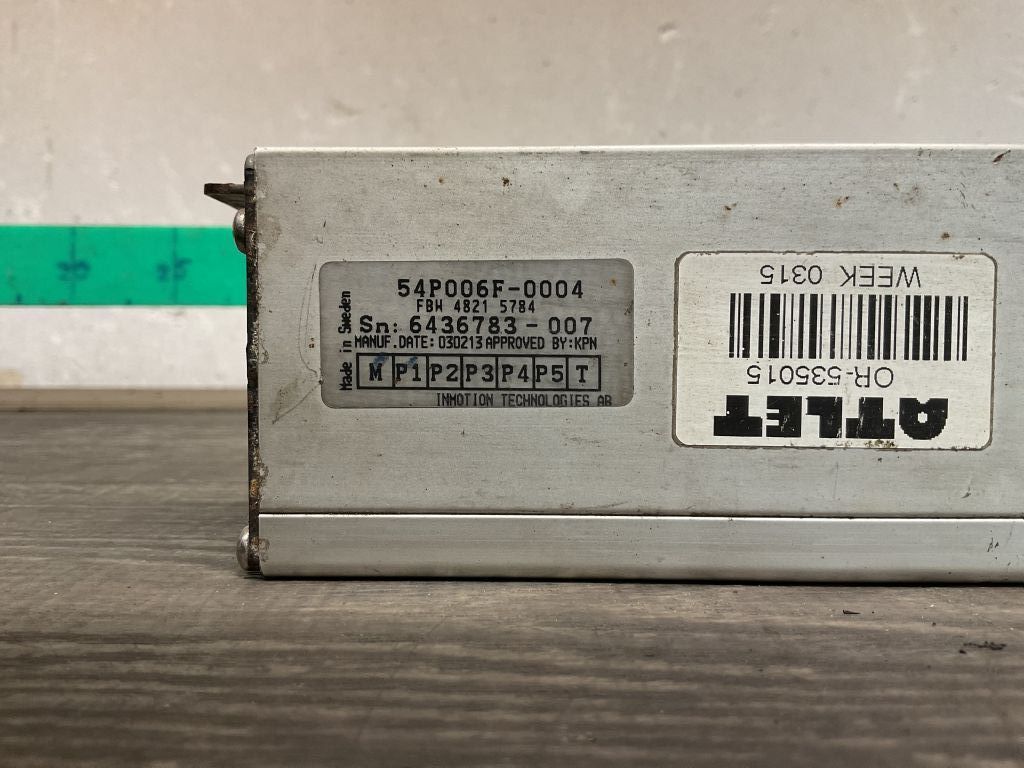 54P006F-0004
FBW 4821 5784
Sn: 6436783-007
MANUF.DATE:030213 APPROVED BY:KPN
M P1 P2 P3 P4 P5 T
INMOTION TECHNOLOGIES AB
Made in Sweden
ATLET
OR-535015
WEEK 0315